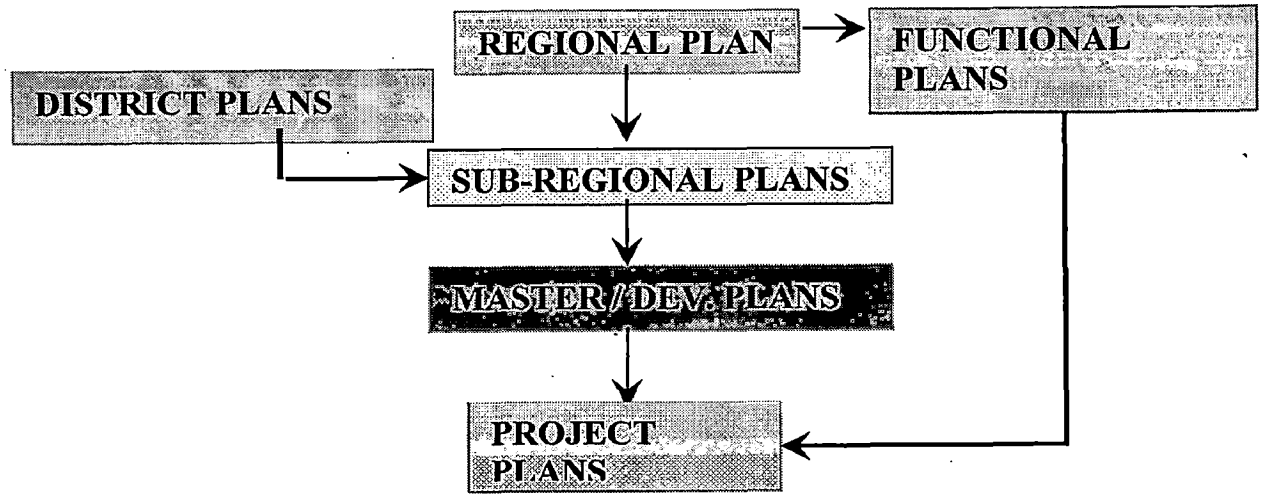 REGIONAL PLAN
FUNCTIONAL
PLANS
DISTRICT PLANS
SUB-REGIONAL PLANS
MASTER / DEV. PLANS
PROJECT
PLANS